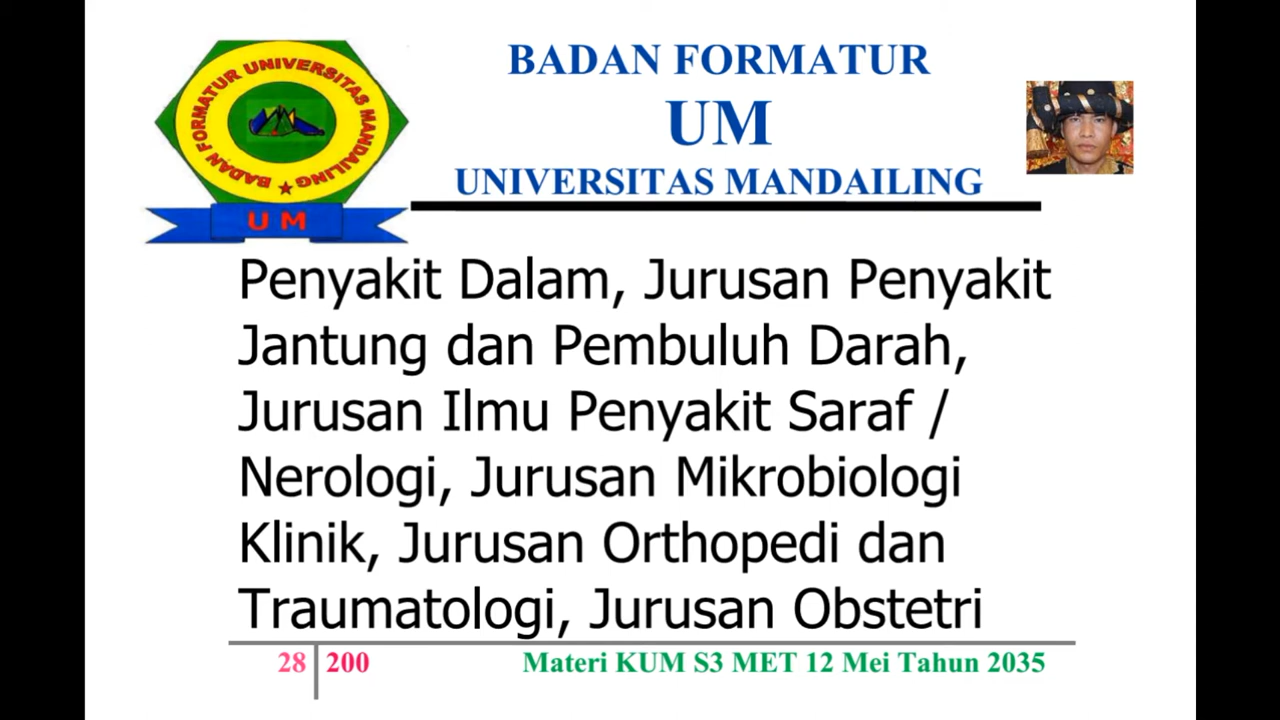 BADAN FORMATUR UNIVERSITAS MANDAILING
U M
BADAN FORMATUR
UM
UNIVERSITAS MANDAILING
Penyakit Dalam, Jurusan Penyakit
Jantung dan Pembuluh Darah,
Jurusan Ilmu Penyakit Saraf /
Nerologi, Jurusan Mikrobiologi
Klinik, Jurusan Orthopedi dan
Traumatologi, Jurusan Obstetri
28 200
Materi KUM S3 MET 12 Mei Tahun 2035